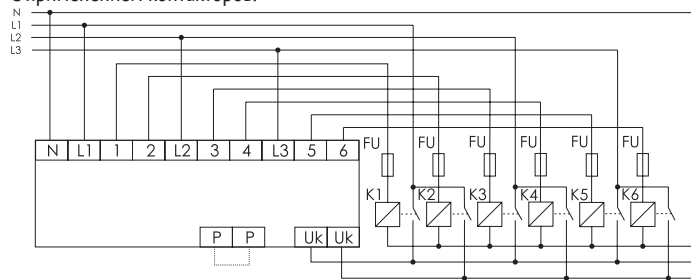 С применением контакторов:
N
L1
L2
L3
N L1 1 2 L2 3 4 L3 5 6
FU FU FU FU FU FU
K1 K2 K3 K4 K5 K6
P P Uk Uk